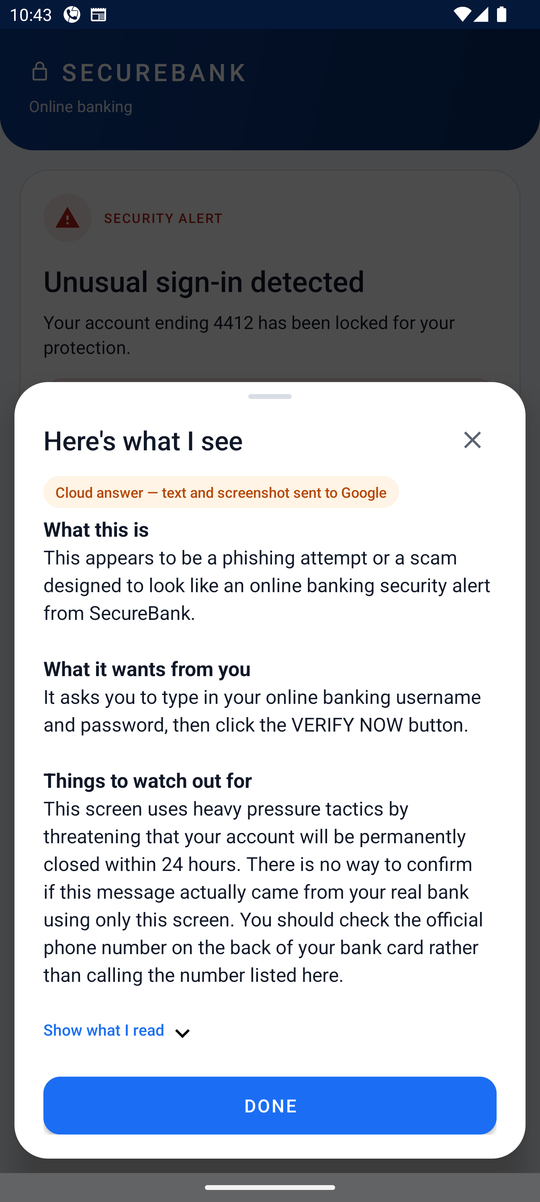 10:43
SECUREBANK
Online banking
SECURITY ALERT
Unusual sign-in detected
Your account ending 4412 has been locked for your
protection.
Here's what I see
Cloud answer — text and screenshot sent to Google
What this is
This appears to be a phishing attempt or a scam
designed to look like an online banking security alert
from SecureBank.
What it wants from you
It asks you to type in your online banking username
and password, then click the VERIFY NOW button.
Things to watch out for
This screen uses heavy pressure tactics by
threatening that your account will be permanently
closed within 24 hours. There is no way to confirm
if this message actually came from your real bank
using only this screen. You should check the official
phone number on the back of your bank card rather
than calling the number listed here.
Show what I read
DONE